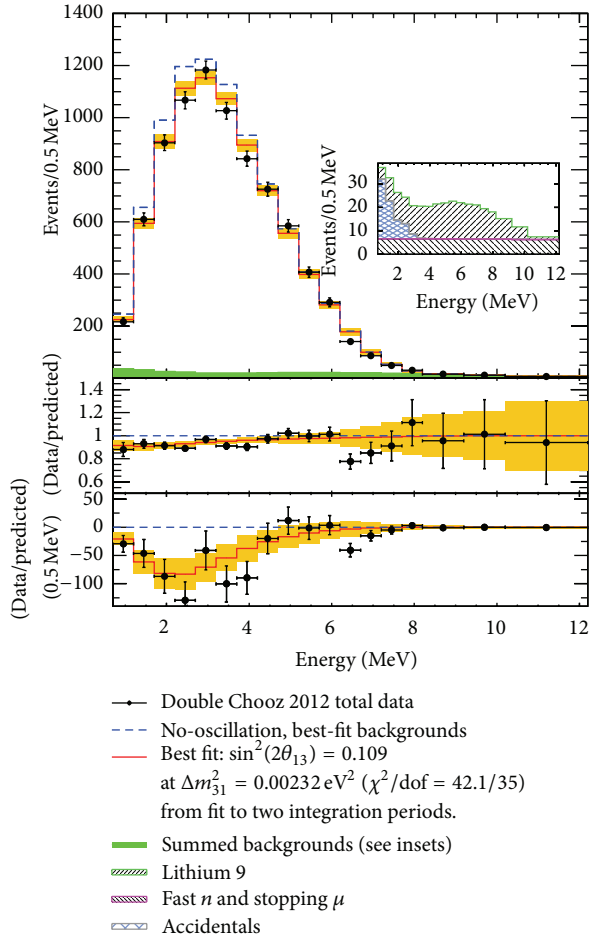 1400
1200
1000
800
600
400
200
Events/0.5 MeV
30
20
10
0
Events/0.5 MeV
2 4 6 8 10 12
Energy (MeV)
1.4
1.2
1
0.8
0.6
(Data/predicted)
50
0
−50
−100
(Data/predicted)
(0.5 MeV)
2 4 6 8 10 12
Energy (MeV)
Double Chooz 2012 total data
No-oscillation, best-fit backgrounds
Best fit: sin²(2θ₁₃) = 0.109
at Δm²₃₁ = 0.00232 eV² (χ²/dof = 42.1/35)
from fit to two integration periods.
Summed backgrounds (see insets)
Lithium 9
Fast n and stopping μ
Accidentals